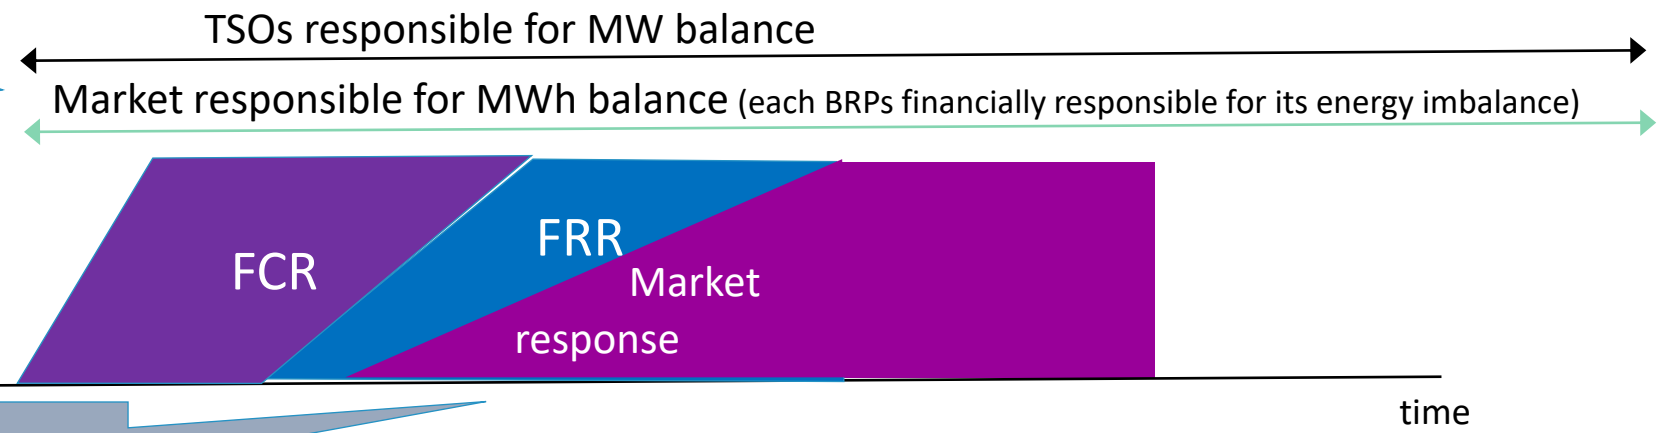 TSOs responsible for MW balance
Market responsible for MWh balance (each BRPs financially responsible for its energy imbalance)
FCR
FRR
Market
response
time